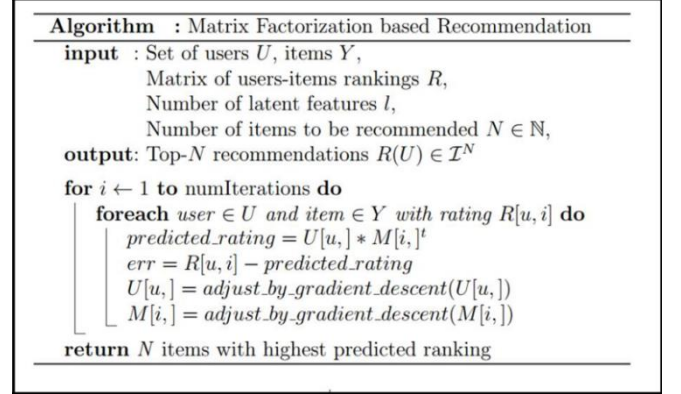 Algorithm : Matrix Factorization based Recommendation
input : Set of users U, items Y,
Matrix of users-items rankings R,
Number of latent features l,
Number of items to be recommended N ∈ ℕ,
output: Top-N recommendations R(U) ∈ 𝓘^N
for i ← 1 to numIterations do
foreach user ∈ U and item ∈ Y with rating R[u, i] do
predicted_rating = U[u, ] * M[i, ]^t
err = R[u, i] − predicted_rating
U[u, ] = adjust_by_gradient_descent(U[u, ])
M[i, ] = adjust_by_gradient_descent(M[i, ])
return N items with highest predicted ranking